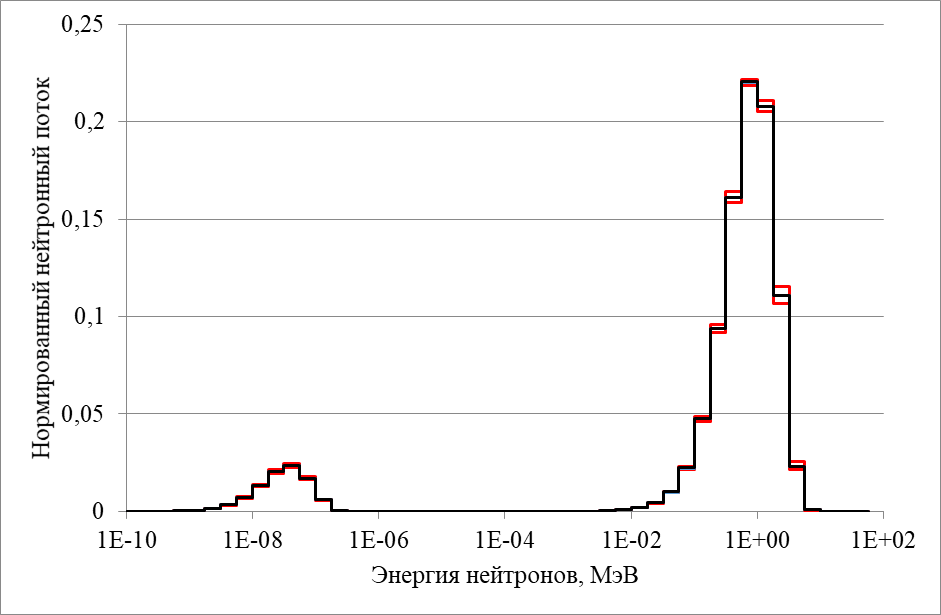 Нормированный нейтронный поток
0,25
0,2
0,15
0,1
0,05
0
1E-10
1E-08
1E-06
1E-04
1E-02
1E+00
1E+02
Энергия нейтронов, МэВ